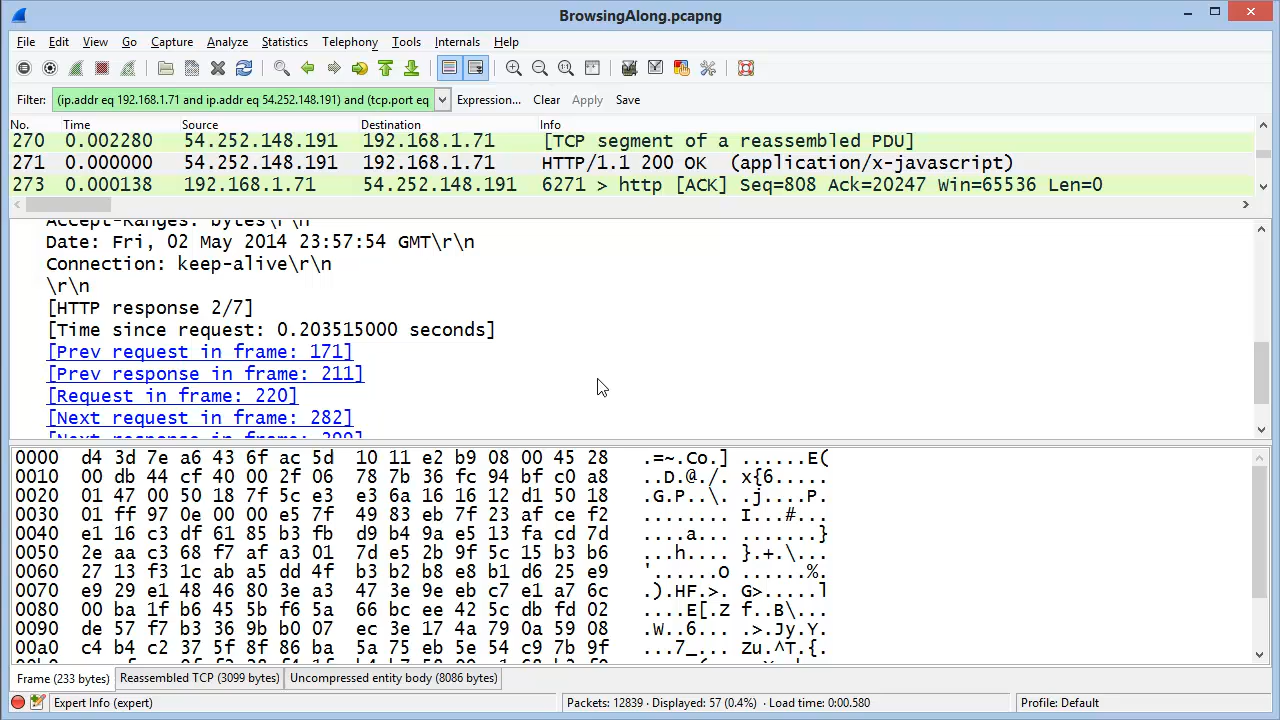 BrowsingAlong.pcapng
File Edit View Go Capture Analyze Statistics Telephony Tools Internals Help
Filter: (ip.addr eq 192.168.1.71 and ip.addr eq 54.252.148.191) and (tcp.port eq Expression... Clear Apply Save
No. Time Source Destination Info
270 0.002280 54.252.148.191 192.168.1.71 [TCP segment of a reassembled PDU]
271 0.000000 54.252.148.191 192.168.1.71 HTTP/1.1 200 OK (application/x-javascript)
273 0.000138 192.168.1.71 54.252.148.191 6271 > http [ACK] Seq=808 Ack=20247 Win=65536 Len=0
Accept-Ranges: bytes\r\n
Date: Fri, 02 May 2014 23:57:54 GMT\r\n
Connection: keep-alive\r\n
\r\n
[HTTP response 2/7]
[Time since request: 0.203515000 seconds]
[Prev request in frame: 171]
[Prev response in frame: 211]
[Request in frame: 220]
[Next request in frame: 282]
[Next response in frame: 299]
0000 d4 3d 7e a6 43 6f ac 5d 10 11 e2 b9 08 00 45 28 .=~.Co.] ......E(
0010 00 db 44 cf 40 00 2f 06 78 7b 36 fc 94 bf c0 a8 ..D.@./. x{6.....
0020 01 47 00 50 18 7f 5c e3 e3 6a 16 16 12 d1 50 18 .G.P..\. .j....P.
0030 01 ff 97 0e 00 00 e5 7f 49 83 eb 7f 23 af ce f2 ........ I...#...
0040 e1 16 c3 df 61 85 b3 fb d9 b4 9a e5 13 fa cd 7d ....a... .......}
0050 2e aa c3 68 f7 af a3 01 7d e5 2b 9f 5c 15 b3 b6 ...h.... }.+.\...
0060 27 13 f3 1c ab a5 dd 4f b3 b2 b8 e8 b1 d6 25 e9 '......O ......%.
0070 e9 29 e1 48 46 80 3e a3 47 3e 9e eb c7 e1 a7 6c .).HF.>. G>.....l
0080 00 ba 1f b6 45 5b f6 5a 66 bc ee 42 5c db fd 02 ....E[.Z f..B\...
0090 de 57 f7 b3 36 9b b0 07 ec 3e 17 4a 79 0a 59 08 .W..6... .>.Jy.Y.
00a0 c4 b4 c2 37 5f 8f 86 ba 5a 75 eb 5e 54 c9 7b 9f ...7_... Zu.^T.{.
Frame (233 bytes) Reassembled TCP (3099 bytes) Uncompressed entity body (8086 bytes)
Expert Info (expert) Packets: 12839 · Displayed: 57 (0.4%) · Load time: 0:00.580 Profile: Default